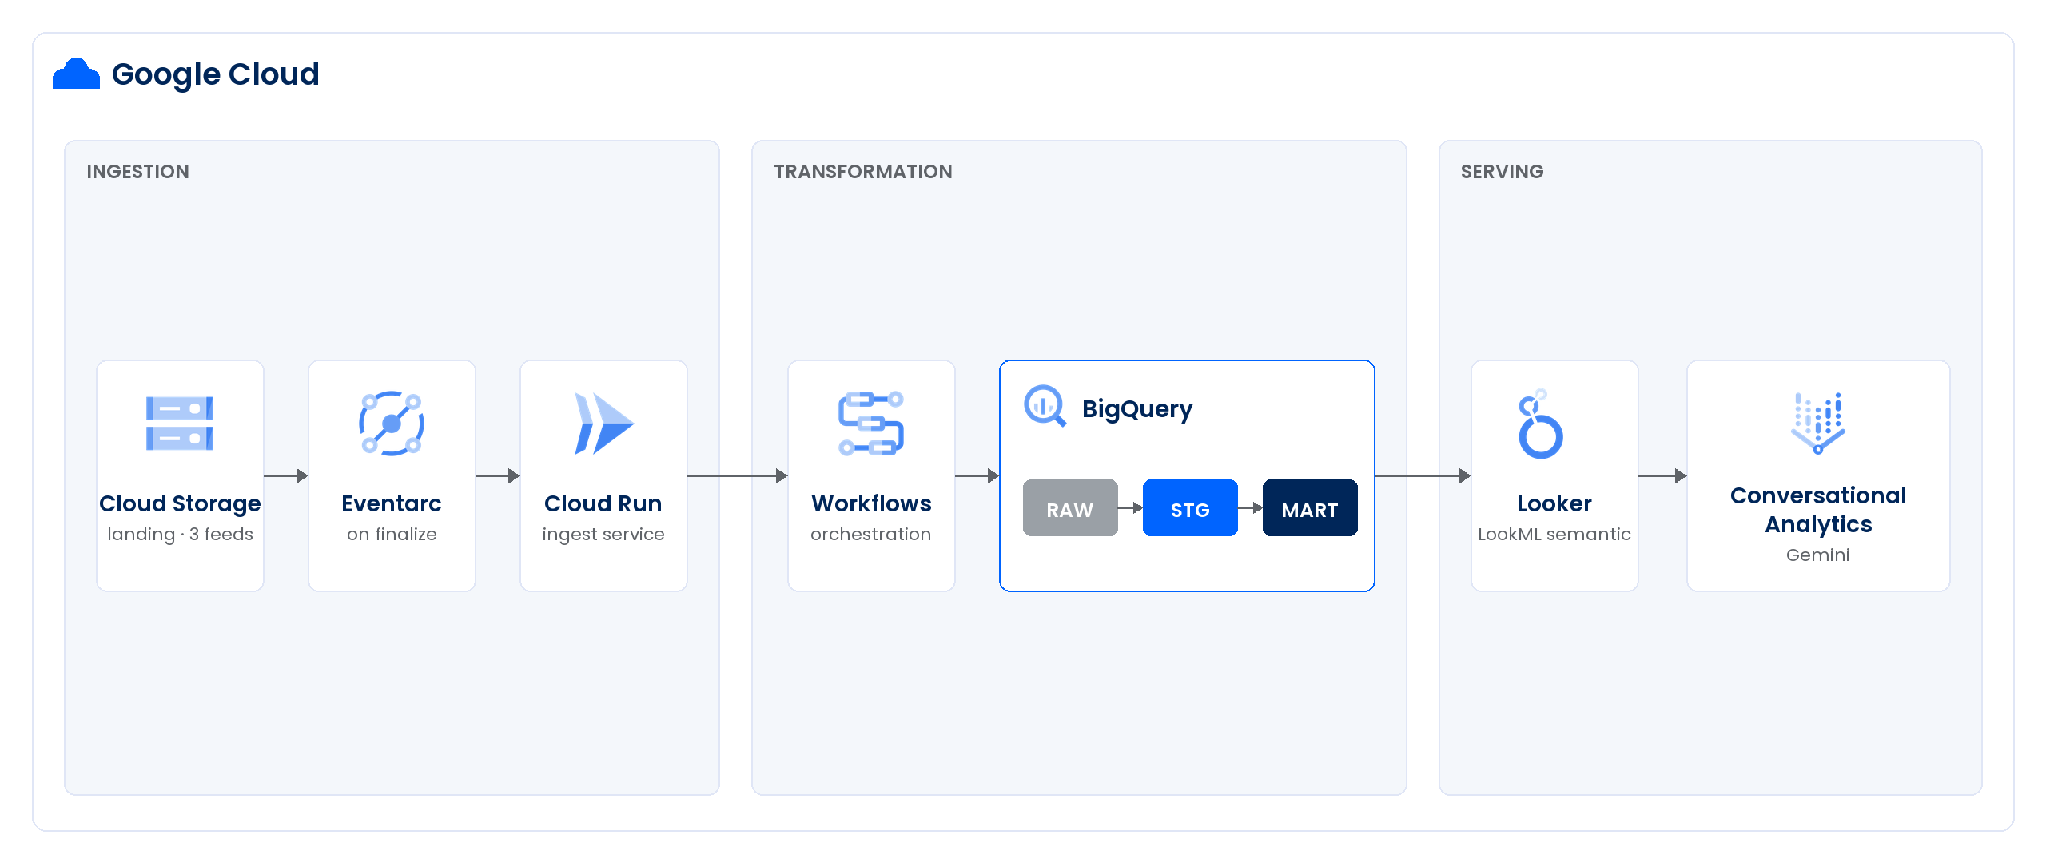 Google Cloud
INGESTION
Cloud Storage
landing · 3 feeds
Eventarc
on finalize
Cloud Run
ingest service
TRANSFORMATION
Workflows
orchestration
BigQuery
RAW
STG
MART
SERVING
Looker
LookML semantic
Conversational
Analytics
Gemini